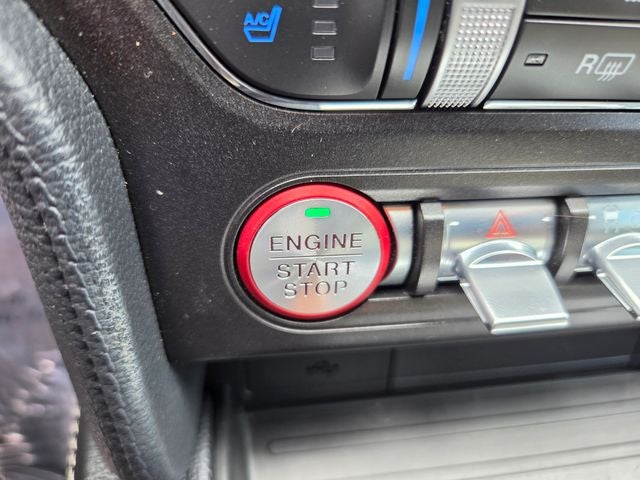 A/C
R
ENGINE
START
STOP